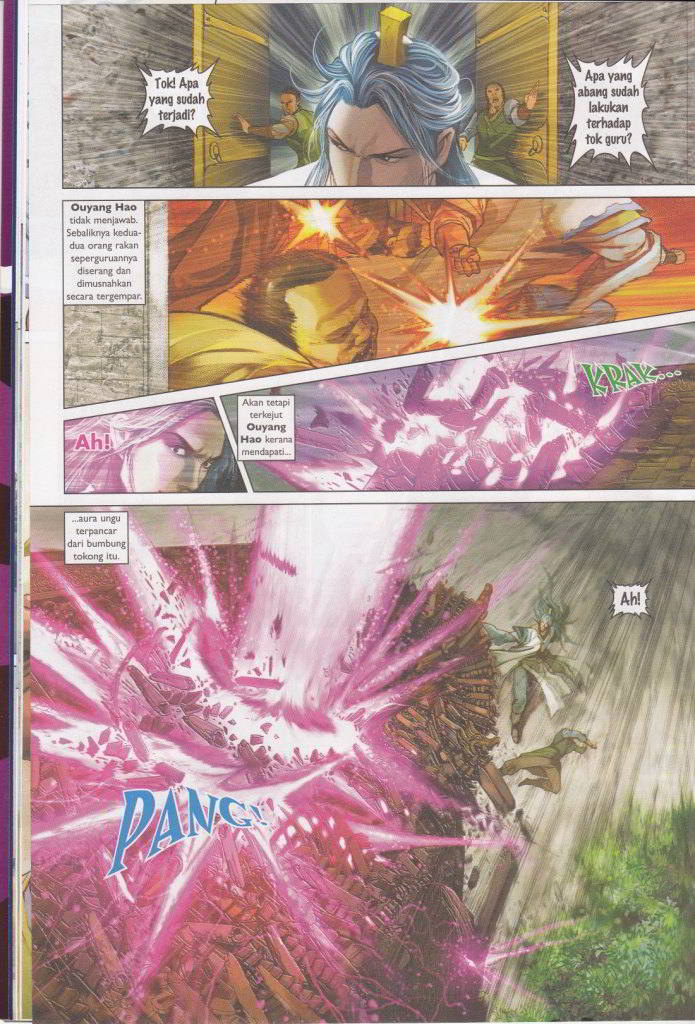 Tok! Apa
yang sudah
terjadi?
Apa yang
abang sudah
lakukan
terhadap
tok guru?
Ouyang Hao
tidak menjawab.
Sebaliknya kedua-
dua orang rakan
seperguruannya
diserang dan
dimusnahkan
secara tergempar.
KRAK...
Ah!
Akan tetapi
terkejut
Ouyang
Hao kerana
mendapati...
...aura ungu
terpancar
dari bumbung
tokong itu.
Ah!
PANG!